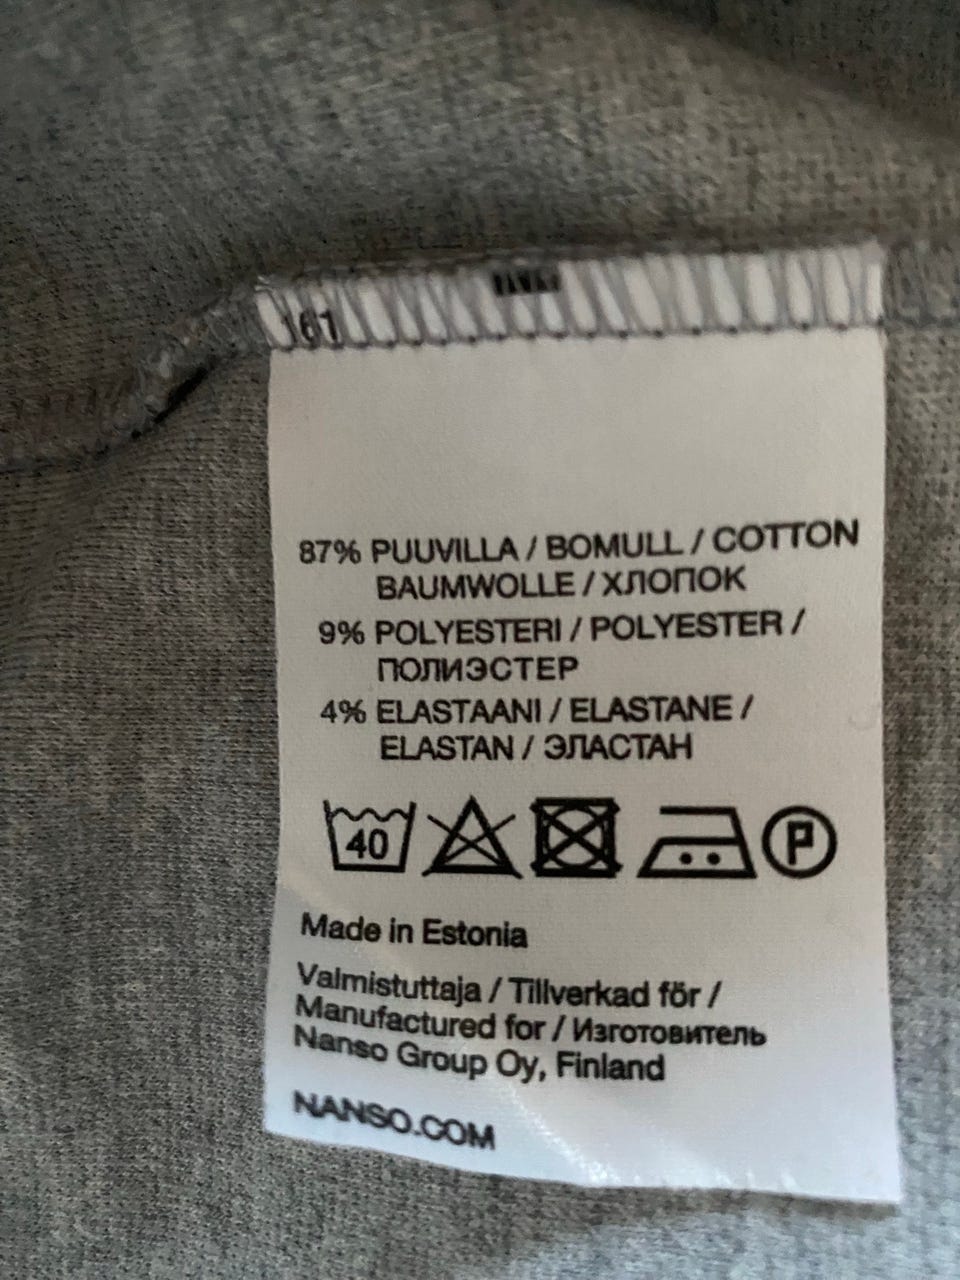 161
87% PUUVILLA / BOMULL / COTTON
BAUMWOLLE / ХЛОПОК
9% POLYESTERI / POLYESTER /
ПОЛИЭСТЕР
4% ELASTAANI / ELASTANE /
ELASTAN / ЭЛАСТАН
40
P
Made in Estonia
Valmistuttaja / Tillverkad för /
Manufactured for / Изготовитель
Nanso Group Oy, Finland
NANSO.COM